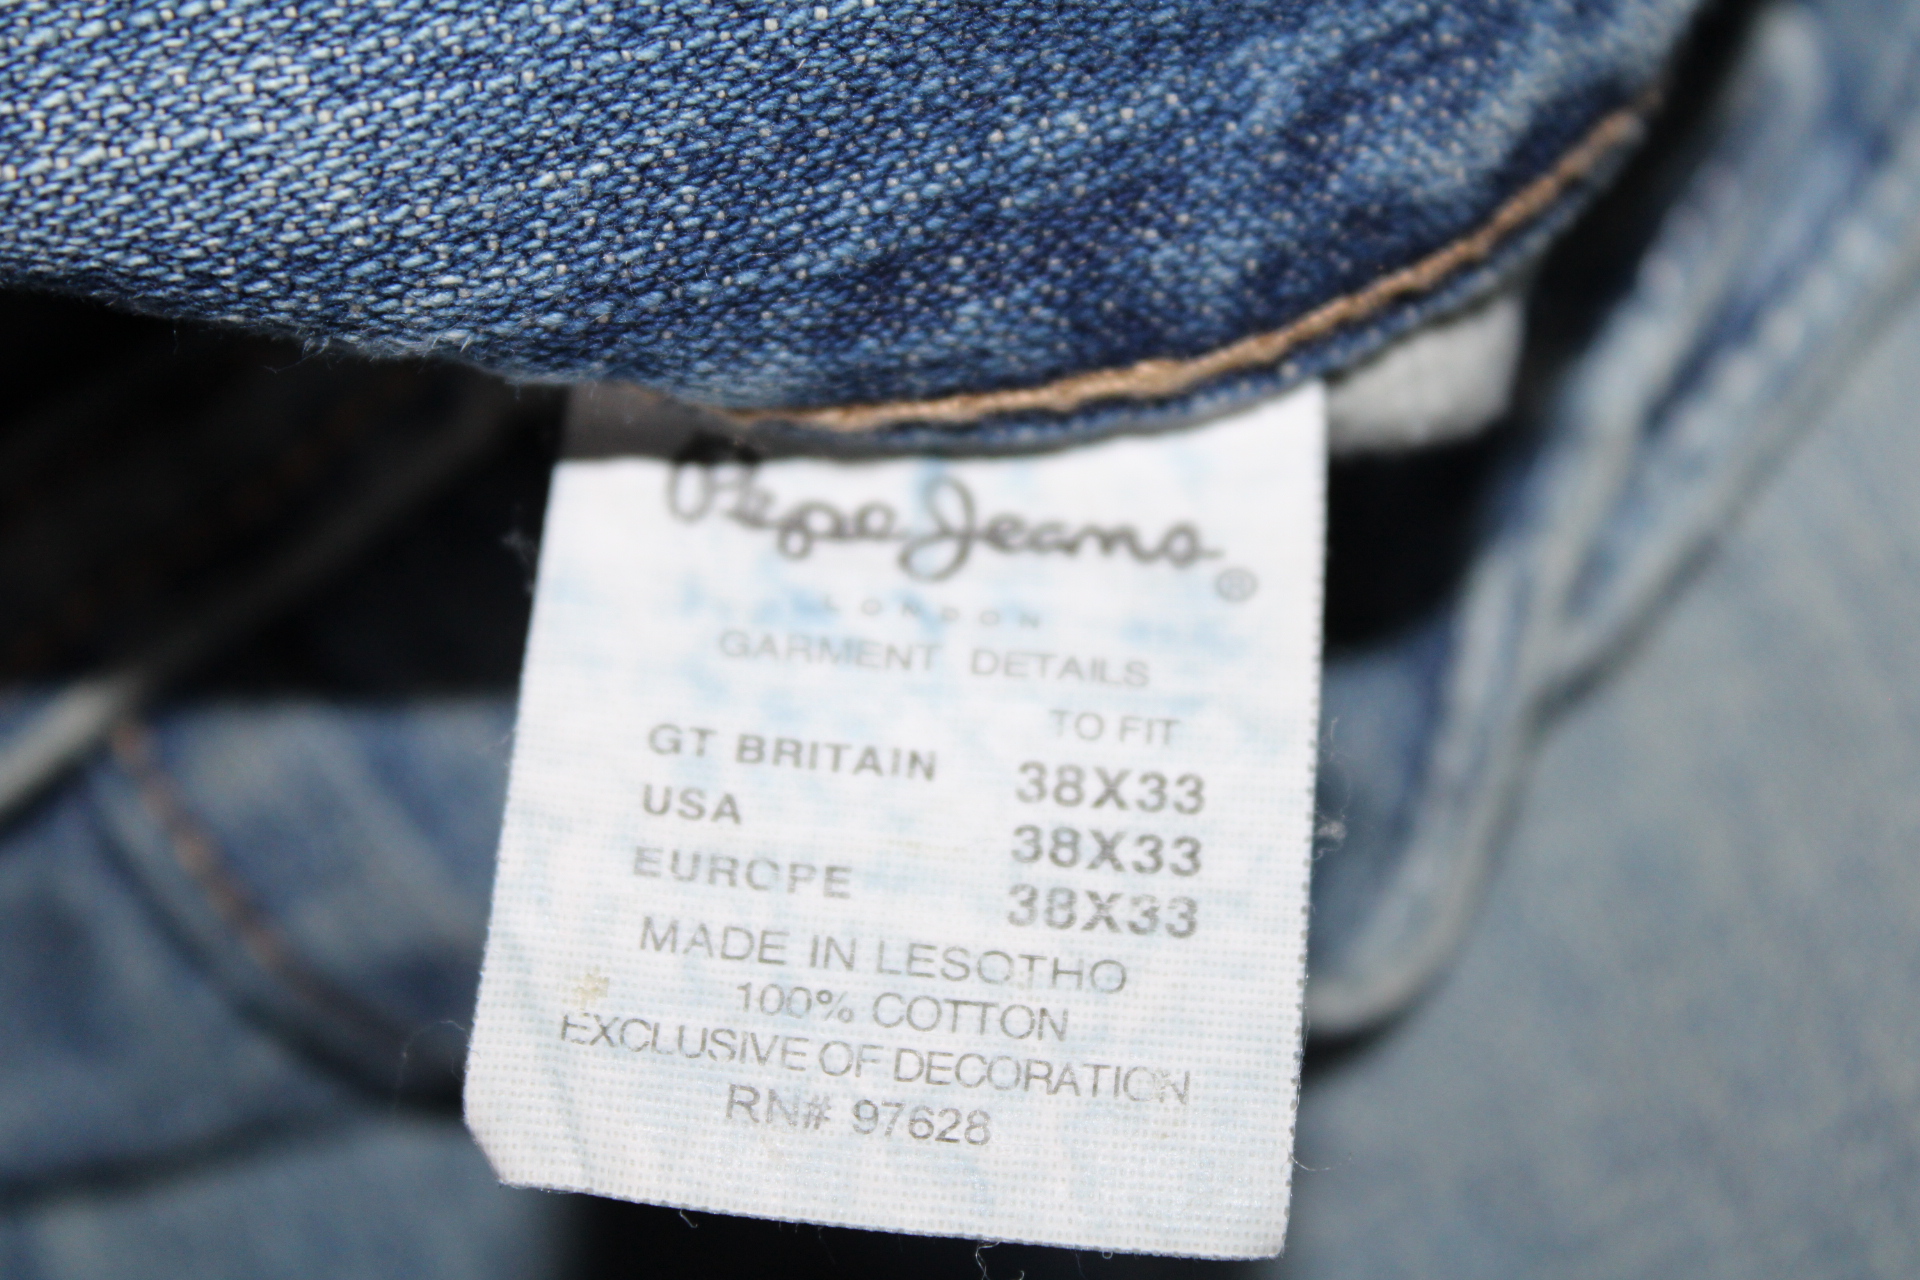 Pepe Jeans ®
LONDON
GARMENT DETAILS
TO FIT
GT BRITAIN 38X33
USA 38X33
EUROPE 38X33
MADE IN LESOTHO
100% COTTON
EXCLUSIVE OF DECORATION
RN# 97628